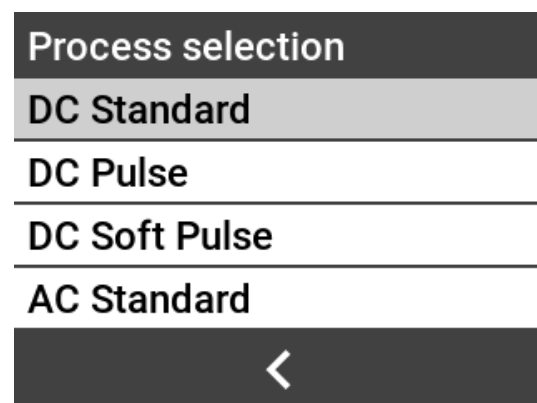 Process selection
DC Standard
DC Pulse
DC Soft Pulse
AC Standard